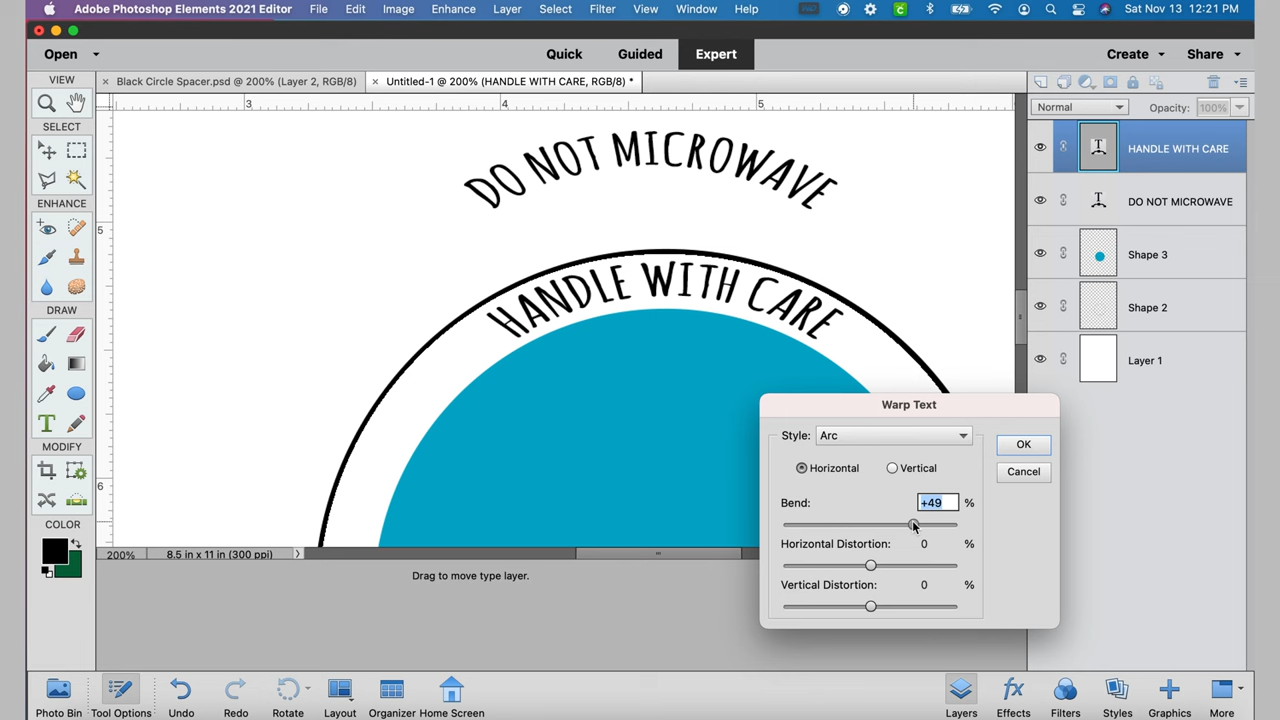 Adobe Photoshop Elements 2021 Editor File Edit Image Enhance Layer Select Filter View Window Help Sat Nov 13 12:21 PM
Open Quick Guided Expert Create Share
VIEW × Black Circle Spacer.psd @ 200% (Layer 2, RGB/8) × Untitled-1 @ 200% (HANDLE WITH CARE, RGB/8) *
3 4 5
Normal Opacity: 100%
SELECT
DO NOT MICROWAVE
HANDLE WITH CARE
DO NOT MICROWAVE
ENHANCE
5
Shape 3
HANDLE WITH CARE
DRAW
Shape 2
Layer 1
Warp Text
T
Style: Arc OK
MODIFY
Horizontal Vertical Cancel
6
Bend: +49 %
COLOR
Horizontal Distortion: 0 %
200% 8.5 in x 11 in (300 ppi)
Drag to move type layer.
Vertical Distortion: 0 %
Photo Bin Tool Options Undo Redo Rotate Layout Organizer Home Screen Layers Effects Filters Styles Graphics More